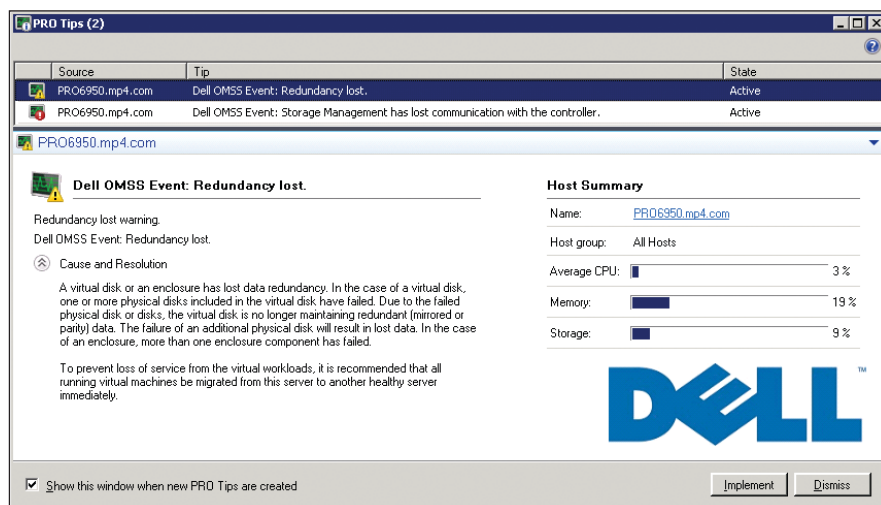 PRO Tips (2)
Source Tip State
PRO6950.mp4.com Dell OMSS Event: Redundancy lost. Active
PRO6950.mp4.com Dell OMSS Event: Storage Management has lost communication with the controller. Active
PRO6950.mp4.com
Dell OMSS Event: Redundancy lost.
Redundancy lost warning.
Dell OMSS Event: Redundancy lost.
Cause and Resolution
A virtual disk or an enclosure has lost data redundancy. In the case of a virtual disk,
one or more physical disks included in the virtual disk have failed. Due to the failed
physical disk or disks, the virtual disk is no longer maintaining redundant (mirrored or
parity) data. The failure of an additional physical disk will result in lost data. In the case
of an enclosure, more than one enclosure component has failed.
To prevent loss of service from the virtual workloads, it is recommended that all
running virtual machines be migrated from this server to another healthy server
immediately.
Host Summary
Name: PRO6950.mp4.com
Host group: All Hosts
Average CPU: 3 %
Memory: 19 %
Storage: 9 %
DELL™
Show this window when new PRO Tips are created
Implement Dismiss